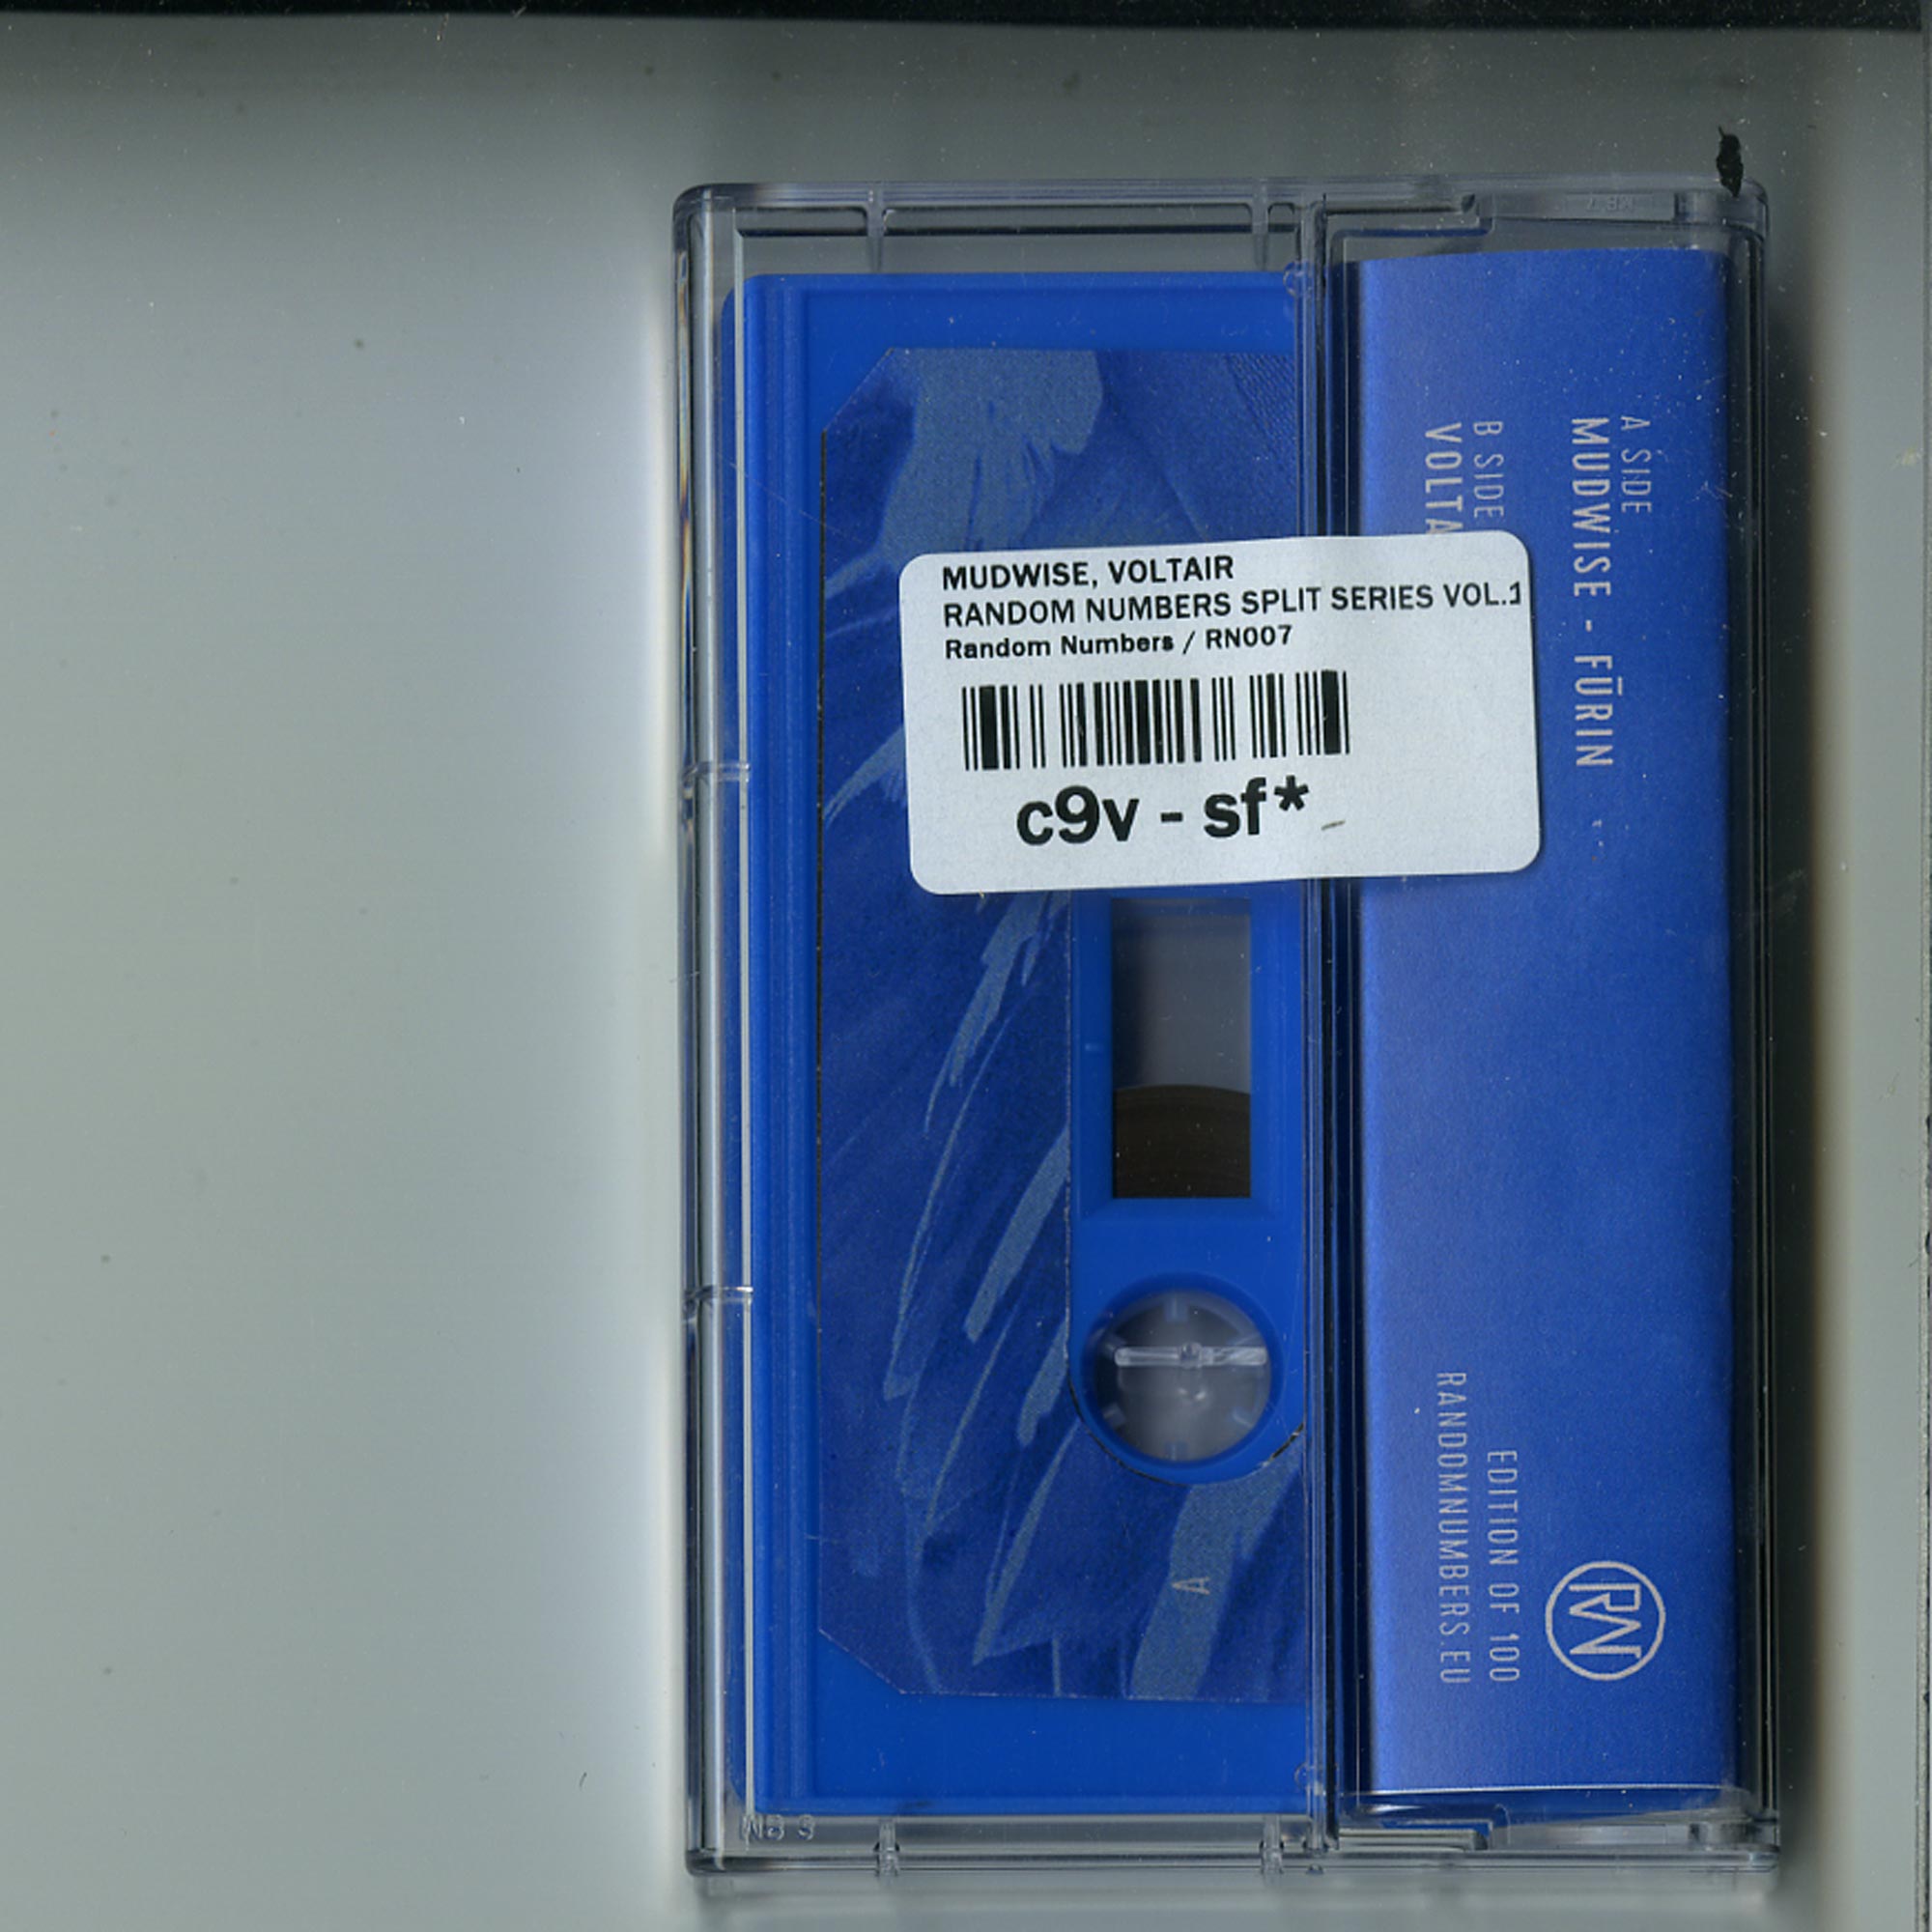 MUDWISE, VOLTAIR
RANDOM NUMBERS SPLIT SERIES VOL.1
Random Numbers / RN007
c9v - sf*
A SIDE
MUDWISE - FŪRIN
B SIDE
VOLTA
EDITION OF 100
RANDOMNUMBERS.EU
RN
A